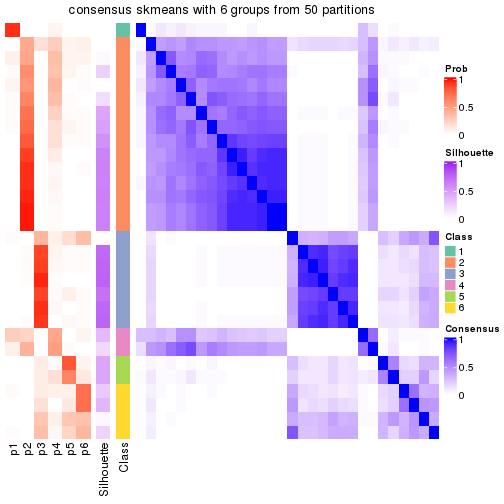 consensus skmeans with 6 groups from 50 partitions
Prob
1
0.5
0
Silhouette
1
0.5
0
Class
1
2
3
4
5
6
Consensus
1
0.5
0
p1
p2
p3
p4
p5
p6
Silhouette
Class